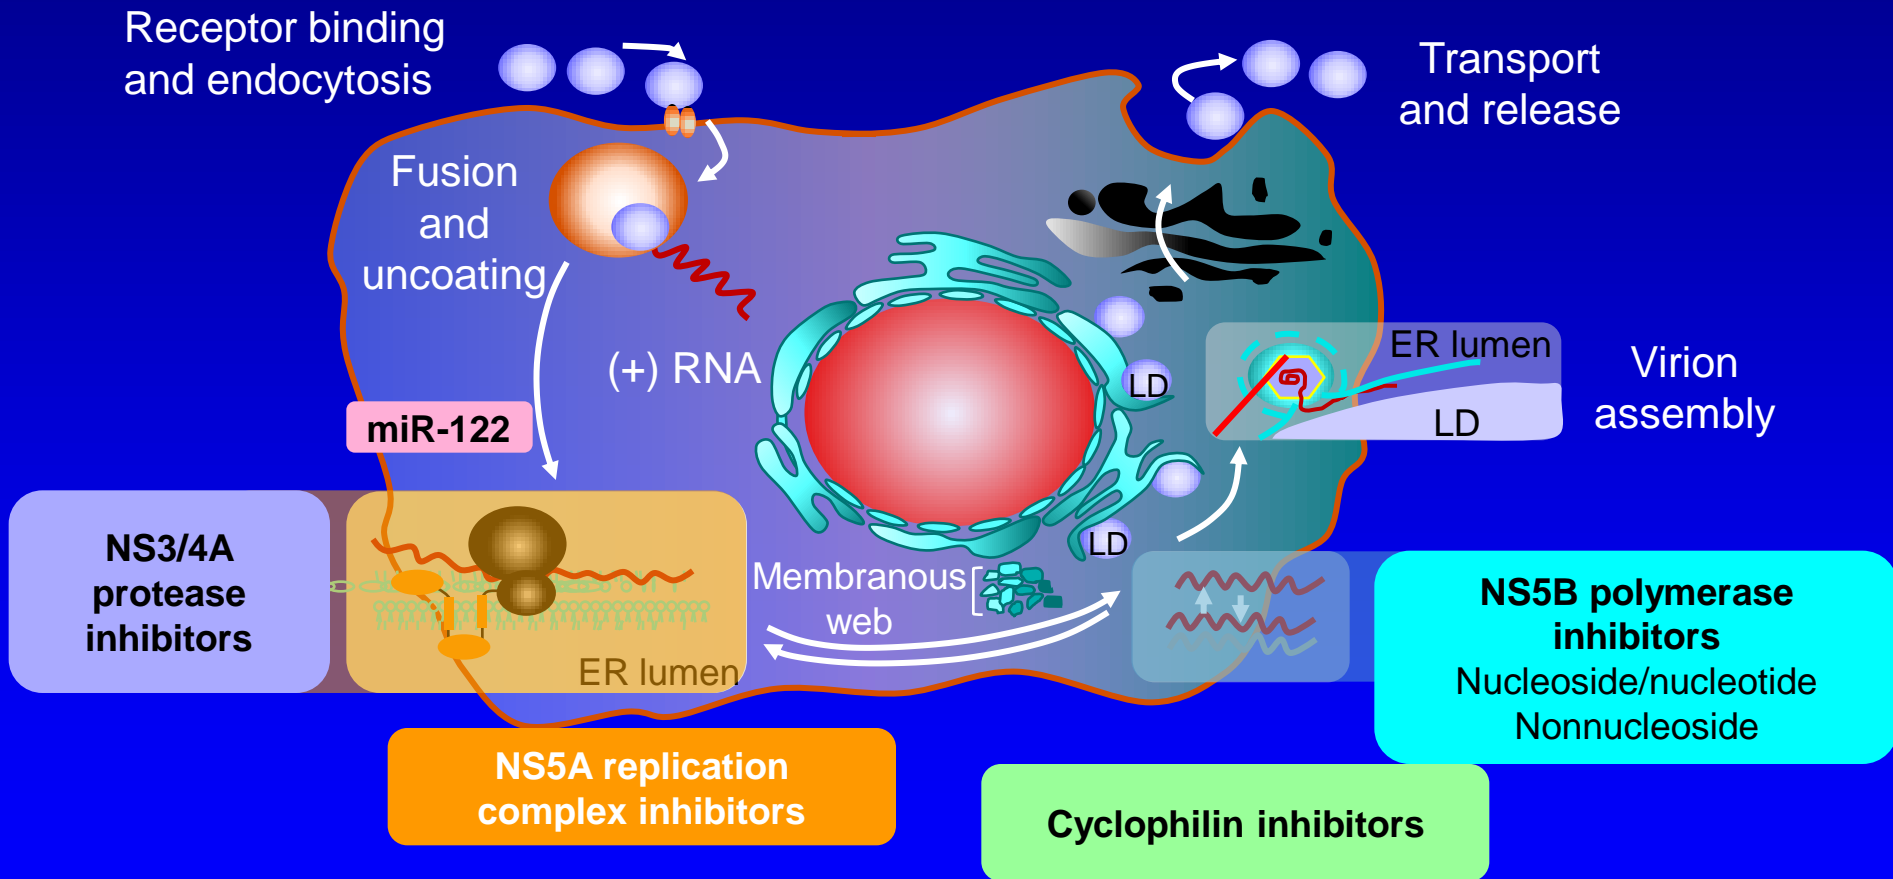 Receptor binding
and endocytosis
Transport
and release
Fusion
and
uncoating
(+) RNA
miR-122
LD
ER lumen
LD
Virion
assembly
NS3/4A
protease
inhibitors
ER lumen
Membranous
web
LD
NS5B polymerase
inhibitors
Nucleoside/nucleotide
Nonnucleoside
NS5A replication
complex inhibitors
Cyclophilin inhibitors